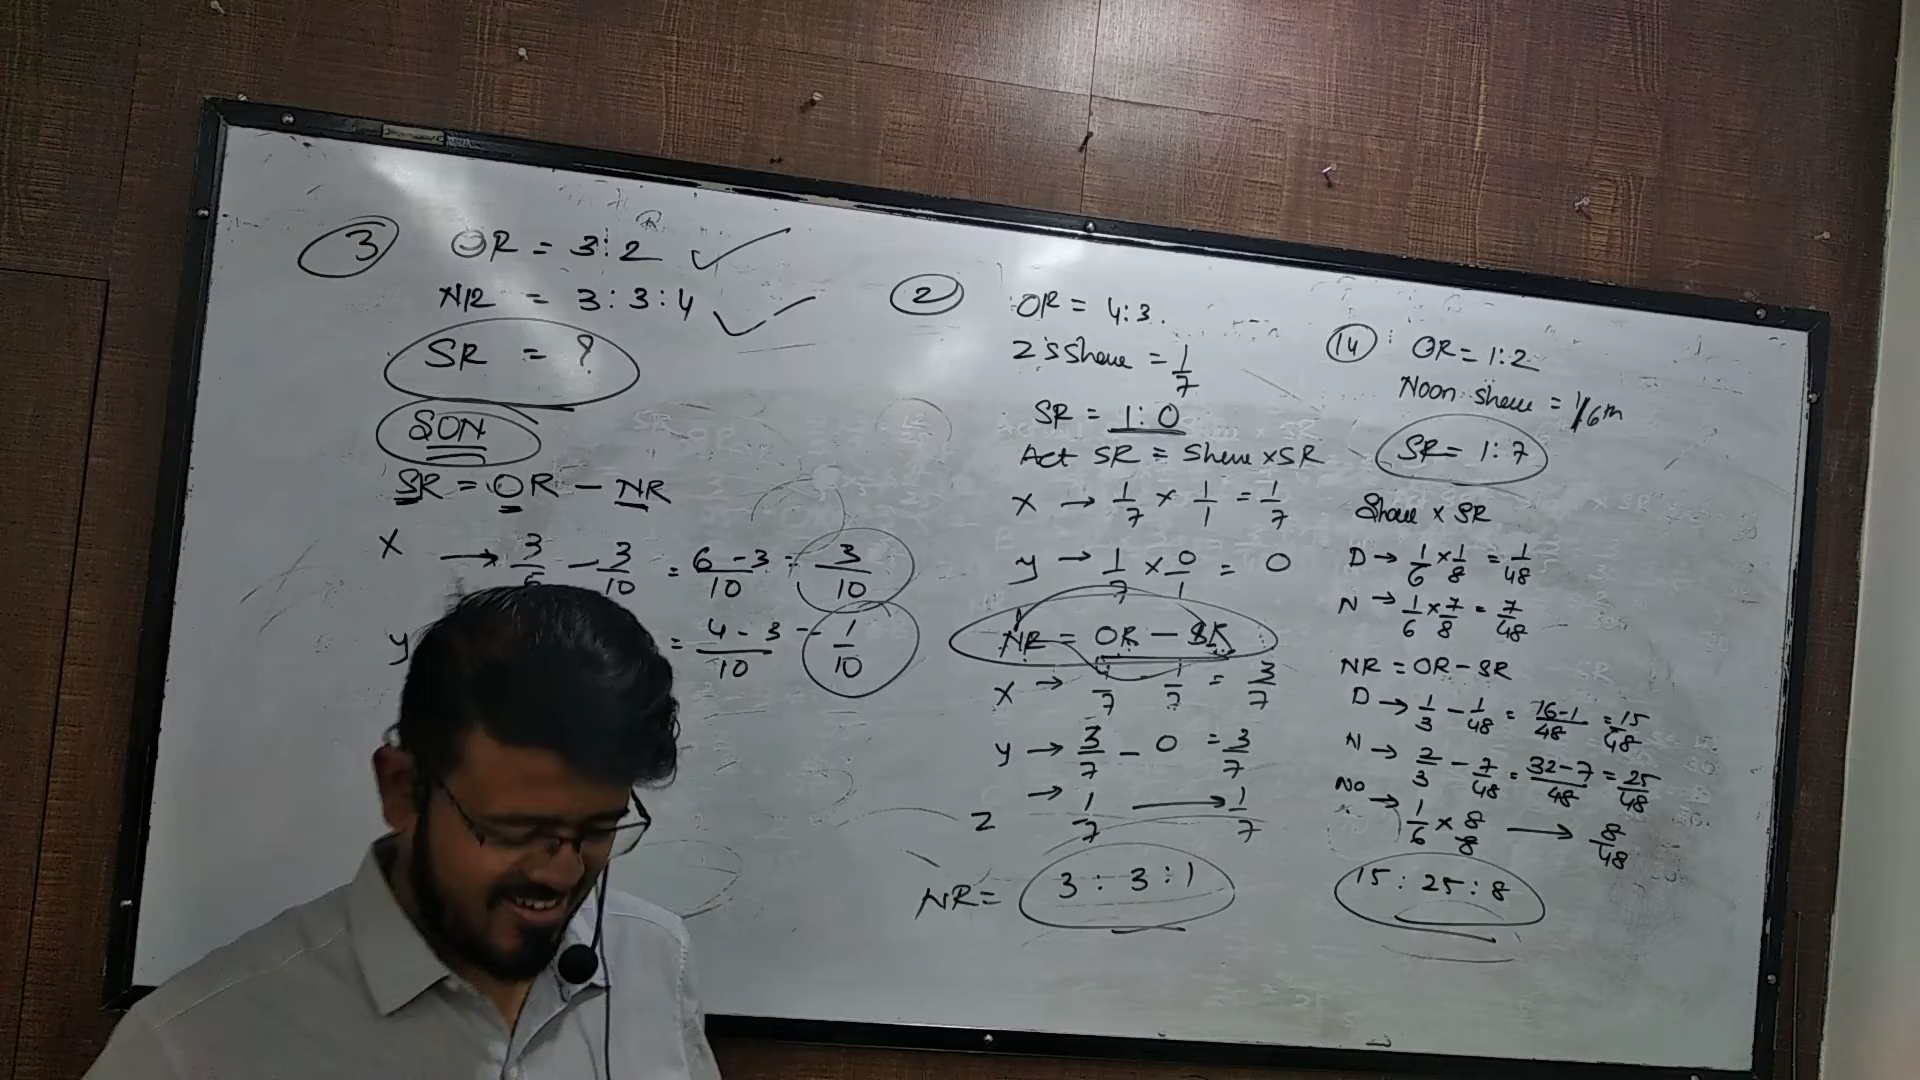 3
OR = 3:2
NR = 3:3:4
SR = ?
SON
SR = OR - NR
X → 3/5 - 3/10 = 6-3/10 = 3/10
y = 4-3/10 = 1/10
2
OR = 4:3.
Z's Share = 1/7
SR = 1:0
Act SR = Share x SR
X → 1/7 x 1/1 = 1/7
y → 1/7 x 0/1 = 0
NR = OR - SR
X → 4/7 1/7 = 3/7
y → 3/7 - 0 = 3/7
Z → 1/7 → 1/7
NR = 3:3:1
14
OR = 1:2
Noon share = 1/6th
SR = 1:7
Share x SR
D → 1/6 x 1/8 = 1/48
N → 1/6 x 7/8 = 7/48
NR = OR - SR
D → 1/3 - 1/48 = 16-1/48 = 15/48
N → 2/3 - 7/48 = 32-7/48 = 25/48
No → 1/6 x 8/8 → 8/48
15:25:8